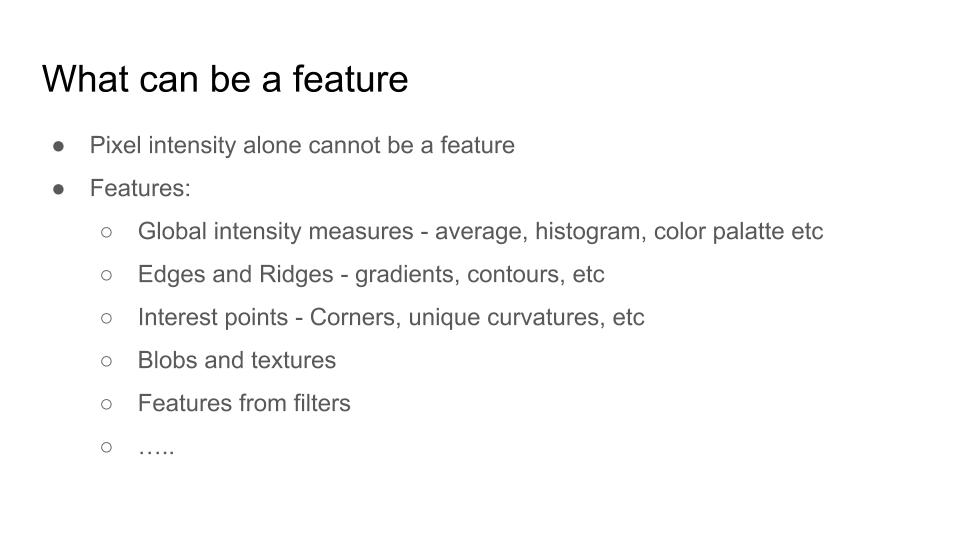 What can be a feature
● Pixel intensity alone cannot be a feature
● Features:
○ Global intensity measures - average, histogram, color palatte etc
○ Edges and Ridges - gradients, contours, etc
○ Interest points - Corners, unique curvatures, etc
○ Blobs and textures
○ Features from filters
○ …..